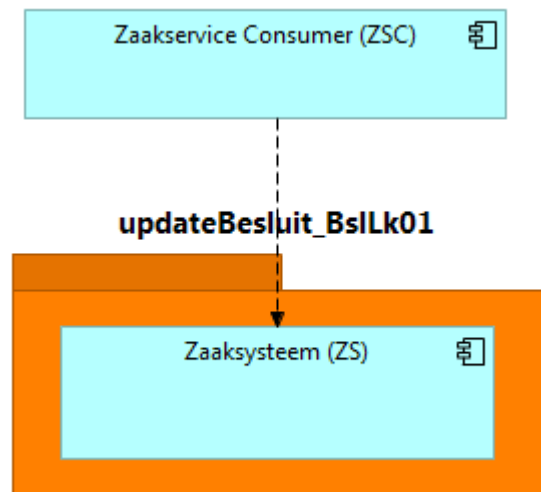 Zaakservice Consumer (ZSC)
updateBesluit_BslLk01
Zaaksysteem (ZS)